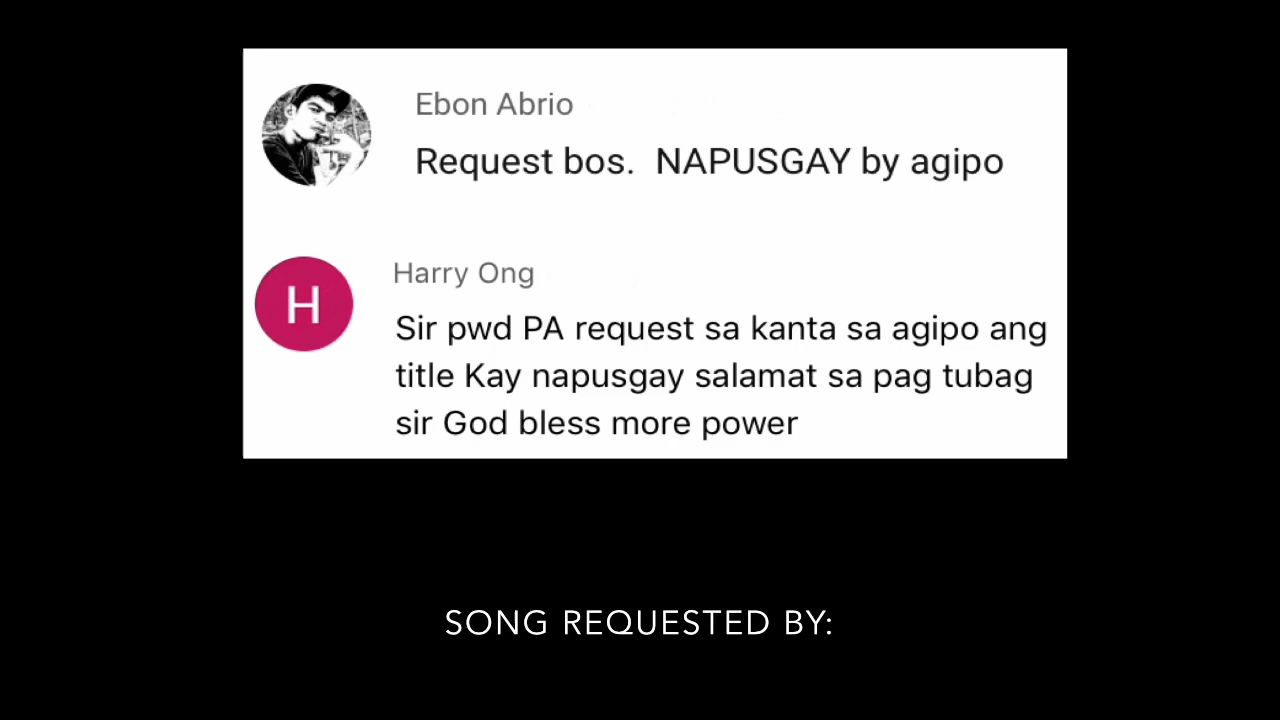 Ebon Abrio
Request bos.  NAPUSGAY by agipo
H
Harry Ong
Sir pwd PA request sa kanta sa agipo ang
title Kay napusgay salamat sa pag tubag
sir God bless more power
SONG REQUESTED BY: